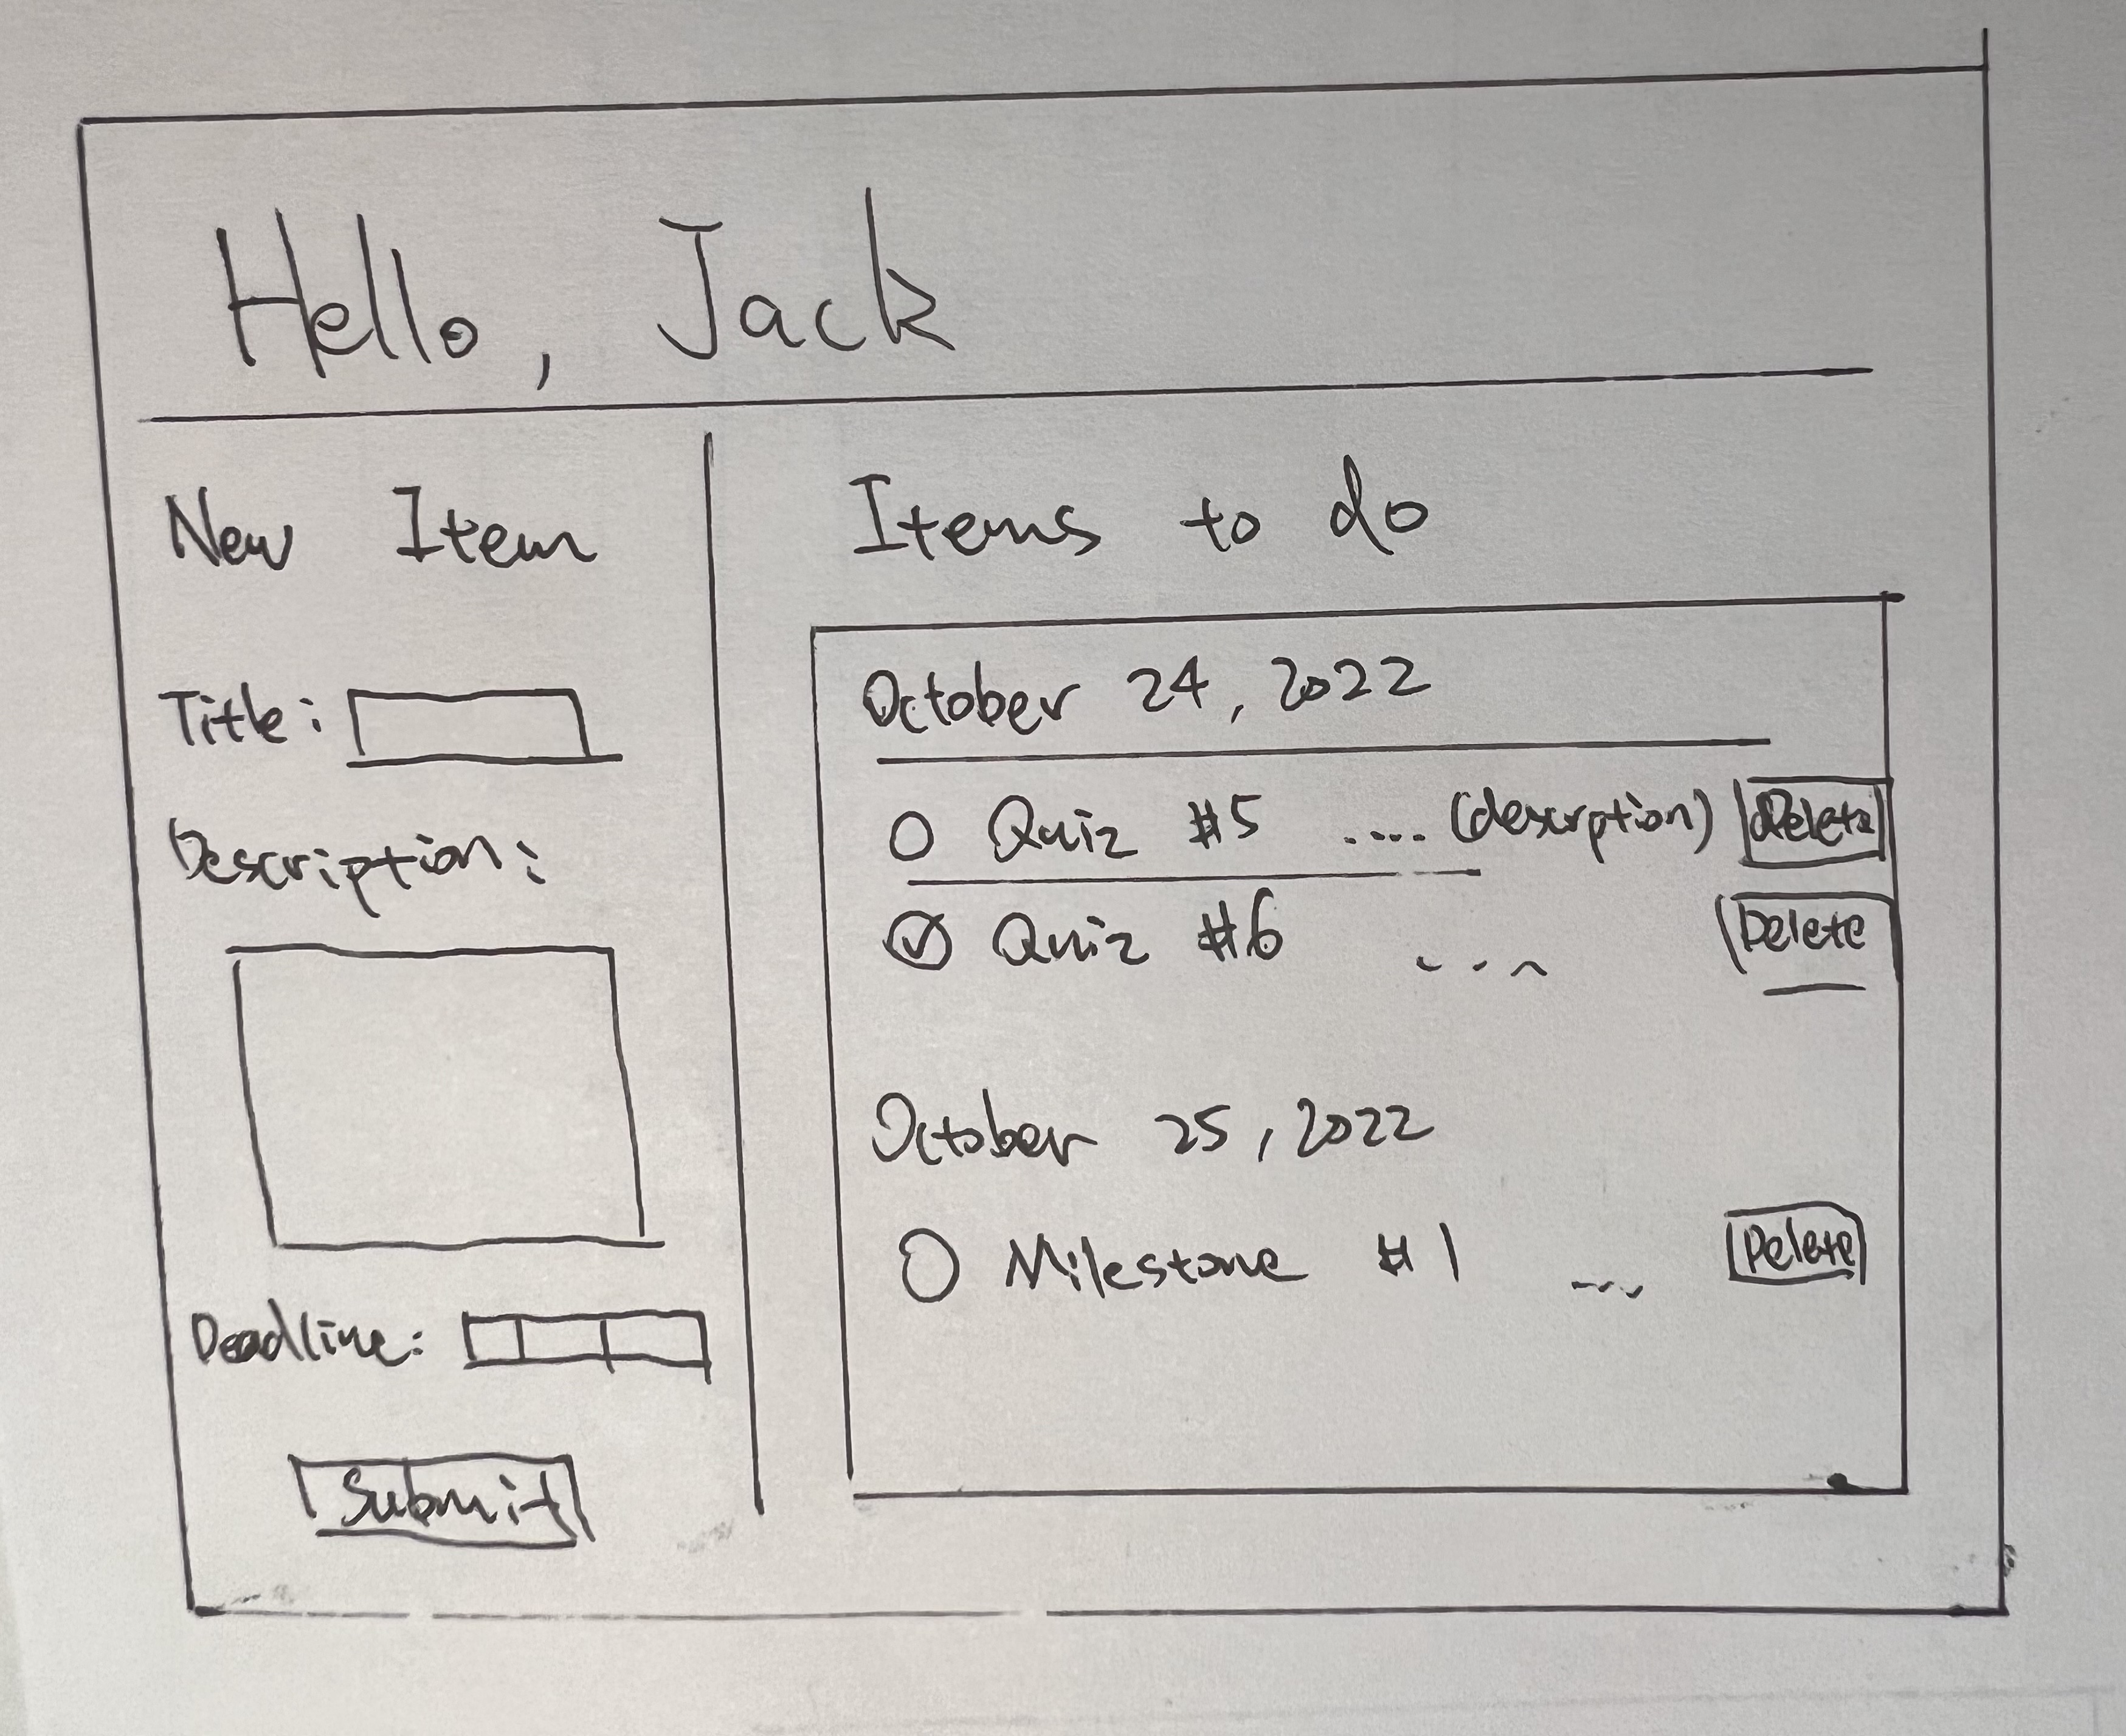 Hello, Jack
New Item
Title:
Description:
Deadline:
Submit
Items to do
October 24, 2022
Quiz #5 .... (descrption) Delete
Quiz #6 ... Delete
October 25, 2022
Milestone #1 ... Delete